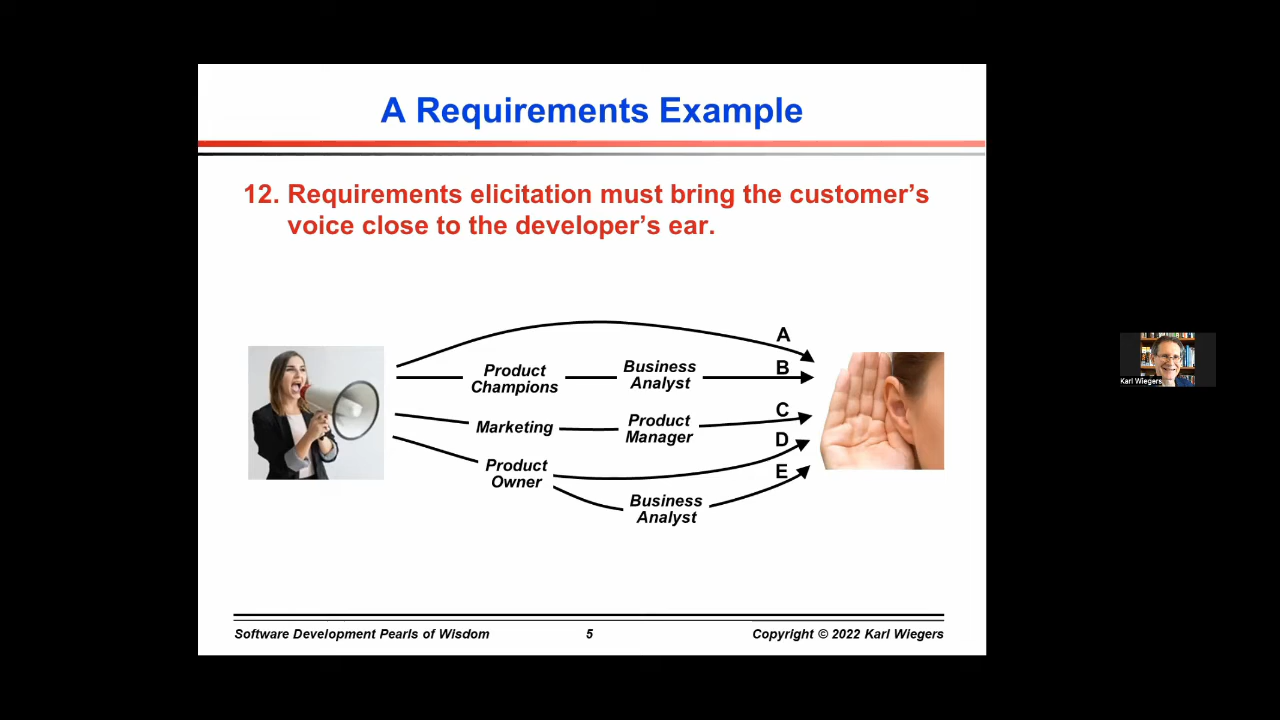 A Requirements Example
12. Requirements elicitation must bring the customer's
voice close to the developer's ear.
A
Product
Champions
Business
Analyst
B
Marketing
Product
Manager
C
Product
Owner
D
Business
Analyst
E
Software Development Pearls of Wisdom
5
Copyright © 2022 Karl Wiegers
Karl Wiegers